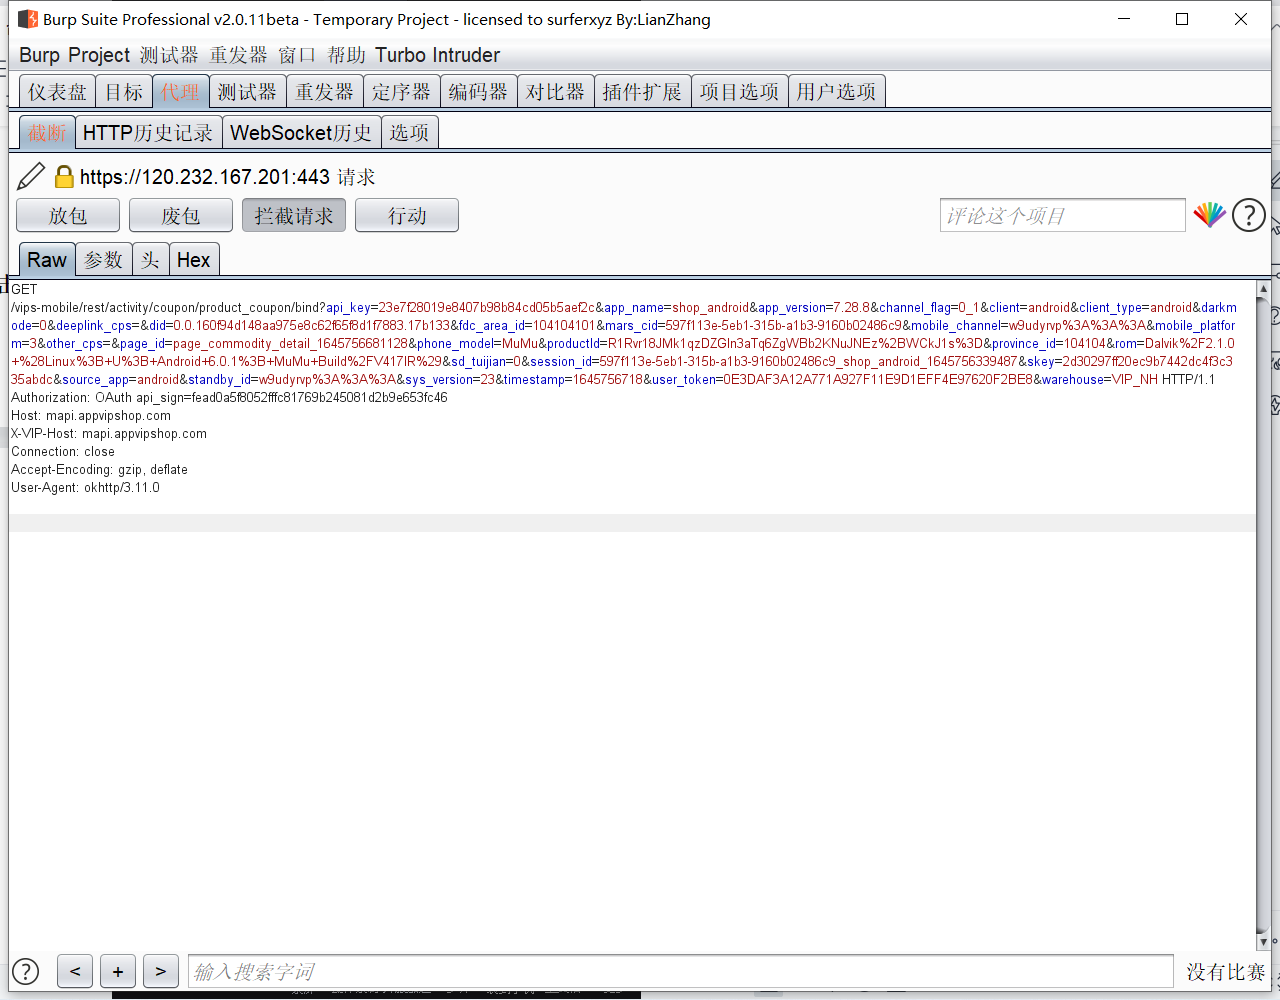 Burp Suite Professional v2.0.11beta - Temporary Project - licensed to surferxyz By:LianZhang
Burp Project 测试器 重发器 窗口 帮助 Turbo Intruder
仪表盘 目标 代理 测试器 重发器 定序器 编码器 对比器 插件扩展 项目选项 用户选项
截断 HTTP历史记录 WebSocket历史 选项
https://120.232.167.201:443 请求
放包 废包 拦截请求 行动 评论这个项目
Raw 参数 头 Hex
GET
/vips-mobile/rest/activity/coupon/product_coupon/bind?api_key=23e7f28019e8407b98b84cd05b5aef2c&app_name=shop_android&app_version=7.28.8&channel_flag=0_1&client=android&client_type=android&darkm
ode=0&deeplink_cps=&did=0.0.160f94d148aa975e8c62f65f8d1f7883.17b133&fdc_area_id=104104101&mars_cid=597f113e-5eb1-315b-a1b3-9160b02486c9&mobile_channel=w9udyrvp%3A%3A%3A&mobile_platfor
m=3&other_cps=&page_id=page_commodity_detail_1645756681128&phone_model=MuMu&productId=R1Rvr18JMk1qzDZGIn3aTq6ZgWBb2KNuJNEz%2BWCkJ1s%3D&province_id=104104&rom=Dalvik%2F2.1.0
+%28Linux%3B+U%3B+Android+6.0.1%3B+MuMu+Build%2FV417IR%29&sd_tuijian=0&session_id=597f113e-5eb1-315b-a1b3-9160b02486c9_shop_android_1645756339487&skey=2d30297ff20ec9b7442dc4f3c3
35abdc&source_app=android&standby_id=w9udyrvp%3A%3A%3A&sys_version=23&timestamp=1645756718&user_token=0E3DAF3A12A771A927F11E9D1EFF4E97620F2BE8&warehouse=VIP_NH HTTP/1.1
Authorization: OAuth api_sign=fead0a5f8052fffc81769b245081d2b9e653fc46
Host: mapi.appvipshop.com
X-VIP-Host: mapi.appvipshop.com
Connection: close
Accept-Encoding: gzip, deflate
User-Agent: okhttp/3.11.0
? < + > 输入搜索字词 没有比赛